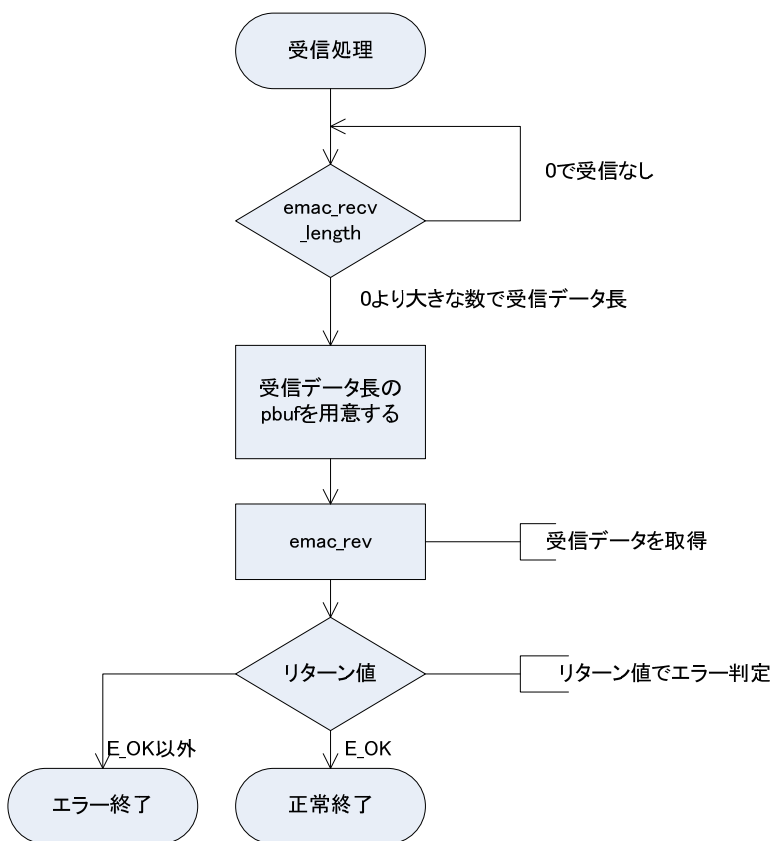 受信処理
0で受信なし
emac_recv
_length
0より大きな数で受信データ長
受信データ長の
pbufを用意する
emac_rev
受信データを取得
リターン値
リターン値でエラー判定
E_OK以外
E_OK
エラー終了
正常終了